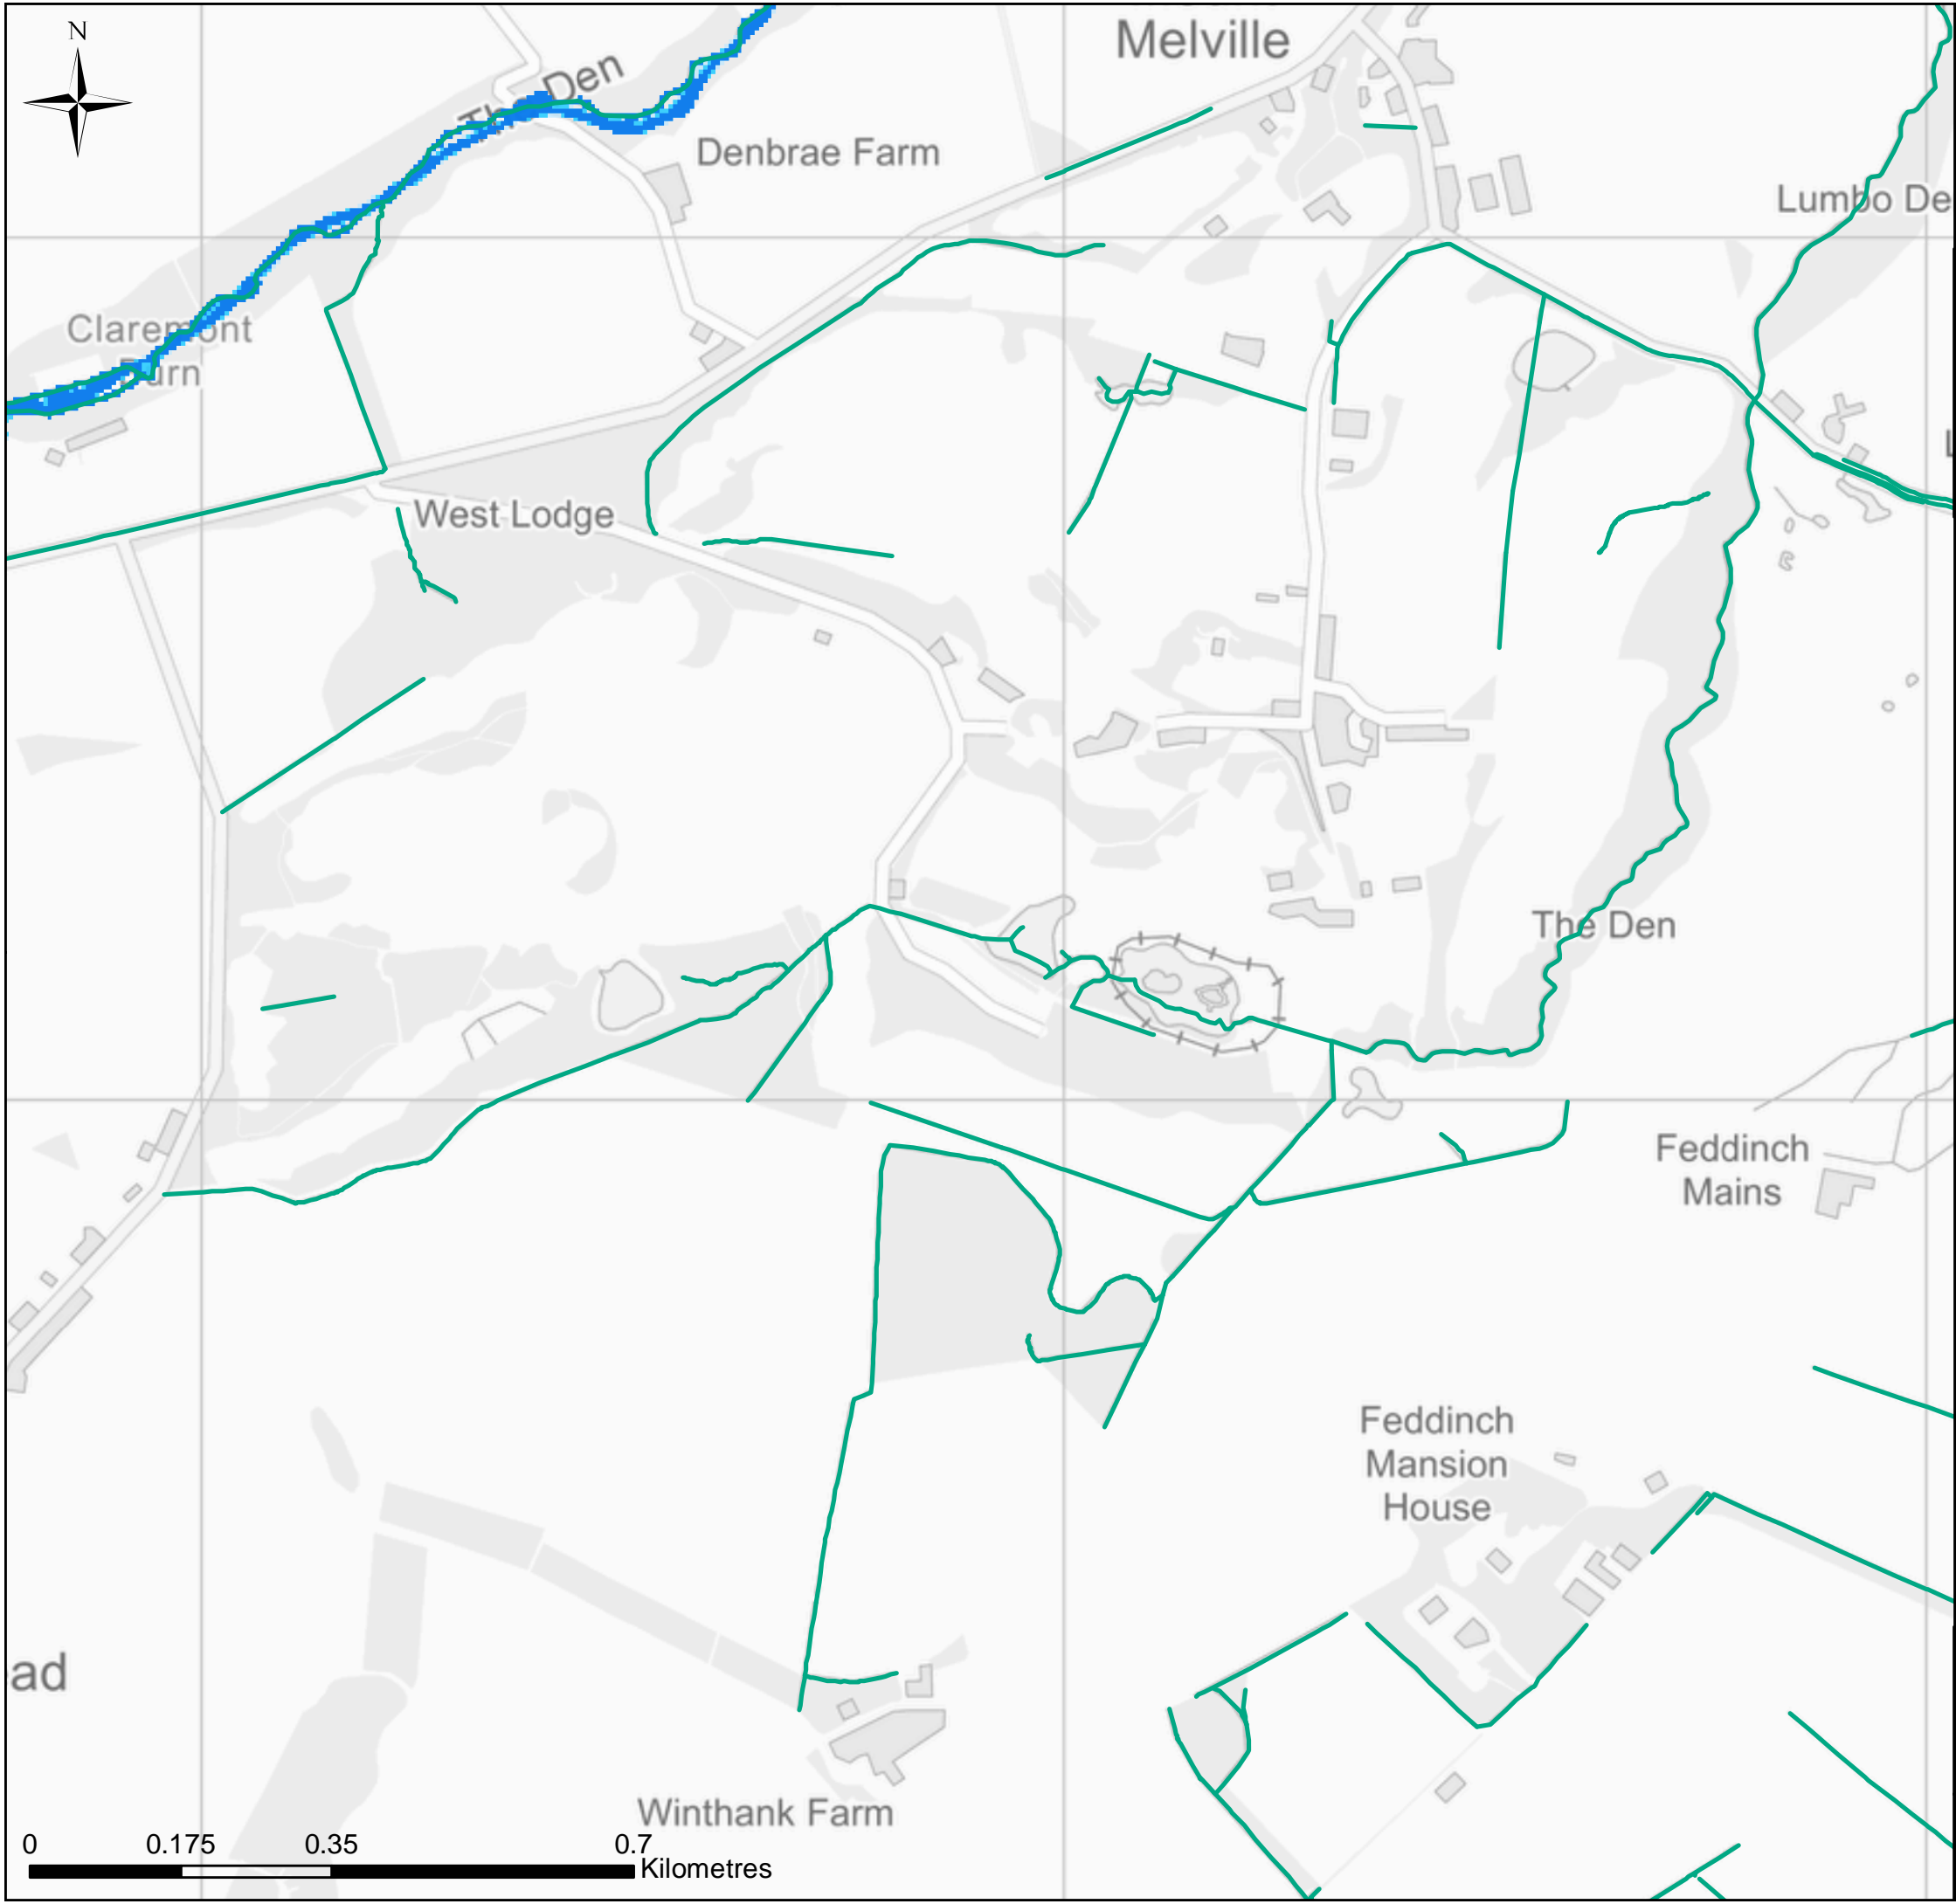 N
Melville
The Den
Denbrae Farm
Lumbo De
Claremont
Burn
West Lodge
L
The Den
Feddinch
Mains
Feddinch
Mansion
House
ad
Winthank Farm
0 0.175 0.35 0.7
Kilometres